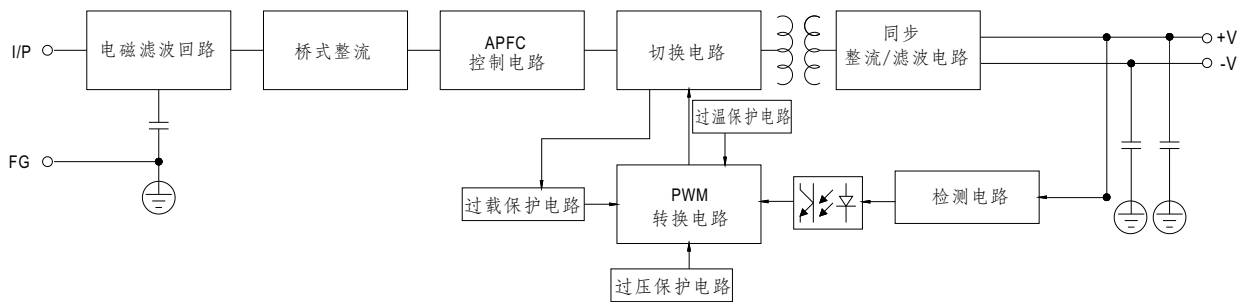 I/P
电磁滤波回路
桥式整流
APFC
控制电路
切换电路
同步
整流/滤波电路
+V
-V
过温保护电路
FG
过载保护电路
PWM
转换电路
检测电路
过压保护电路